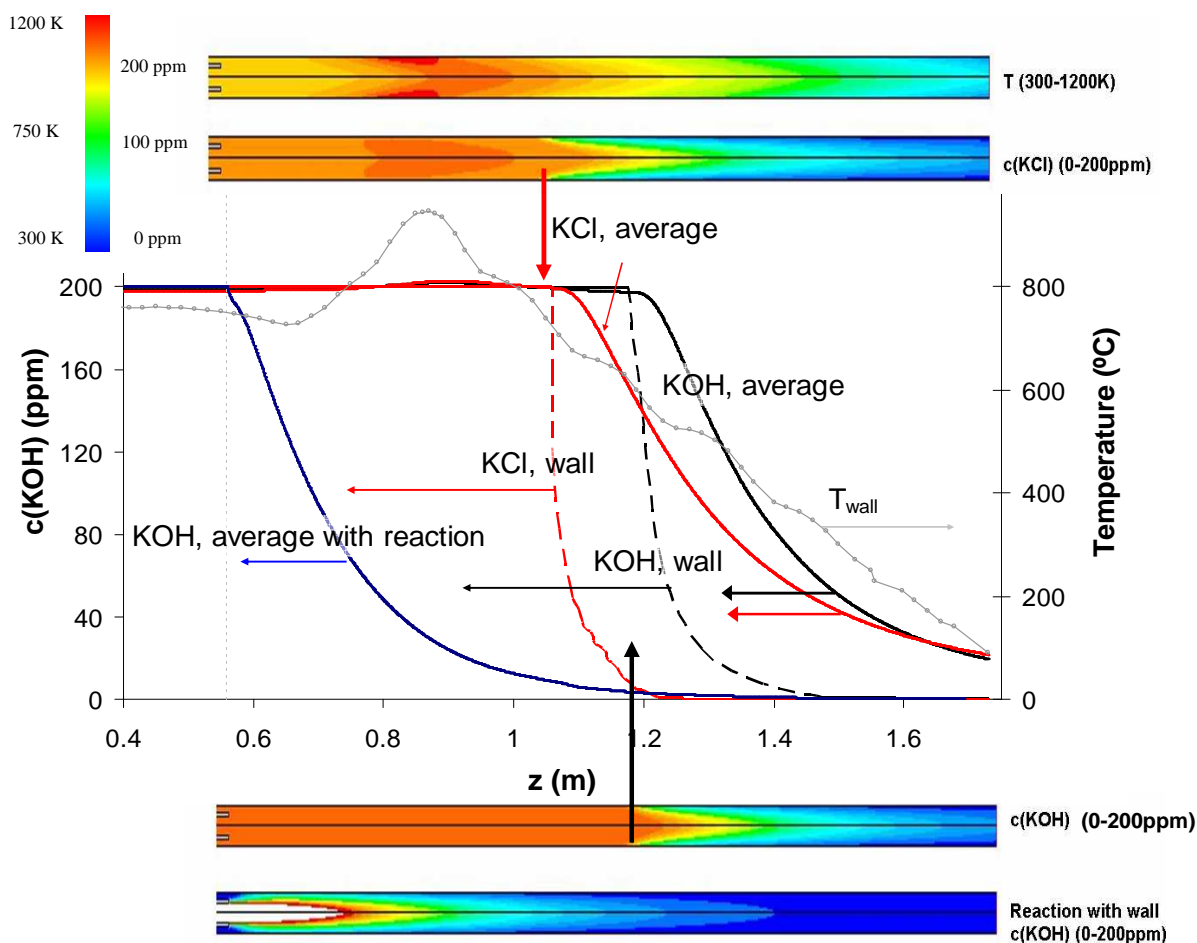 1200 K
200 ppm
750 K
100 ppm
300 K
0 ppm
T (300-1200K)
c(KCl) (0-200ppm)
KCl, average
KOH, average
KCl, wall
T wall
KOH, average with reaction
KOH, wall
c(KOH) (ppm)
200
160
120
80
40
0
Temperature (ºC)
800
600
400
200
0
0.4 0.6 0.8 1 1.2 1.4 1.6
z (m)
c(KOH) (0-200ppm)
Reaction with wall
c(KOH) (0-200ppm)